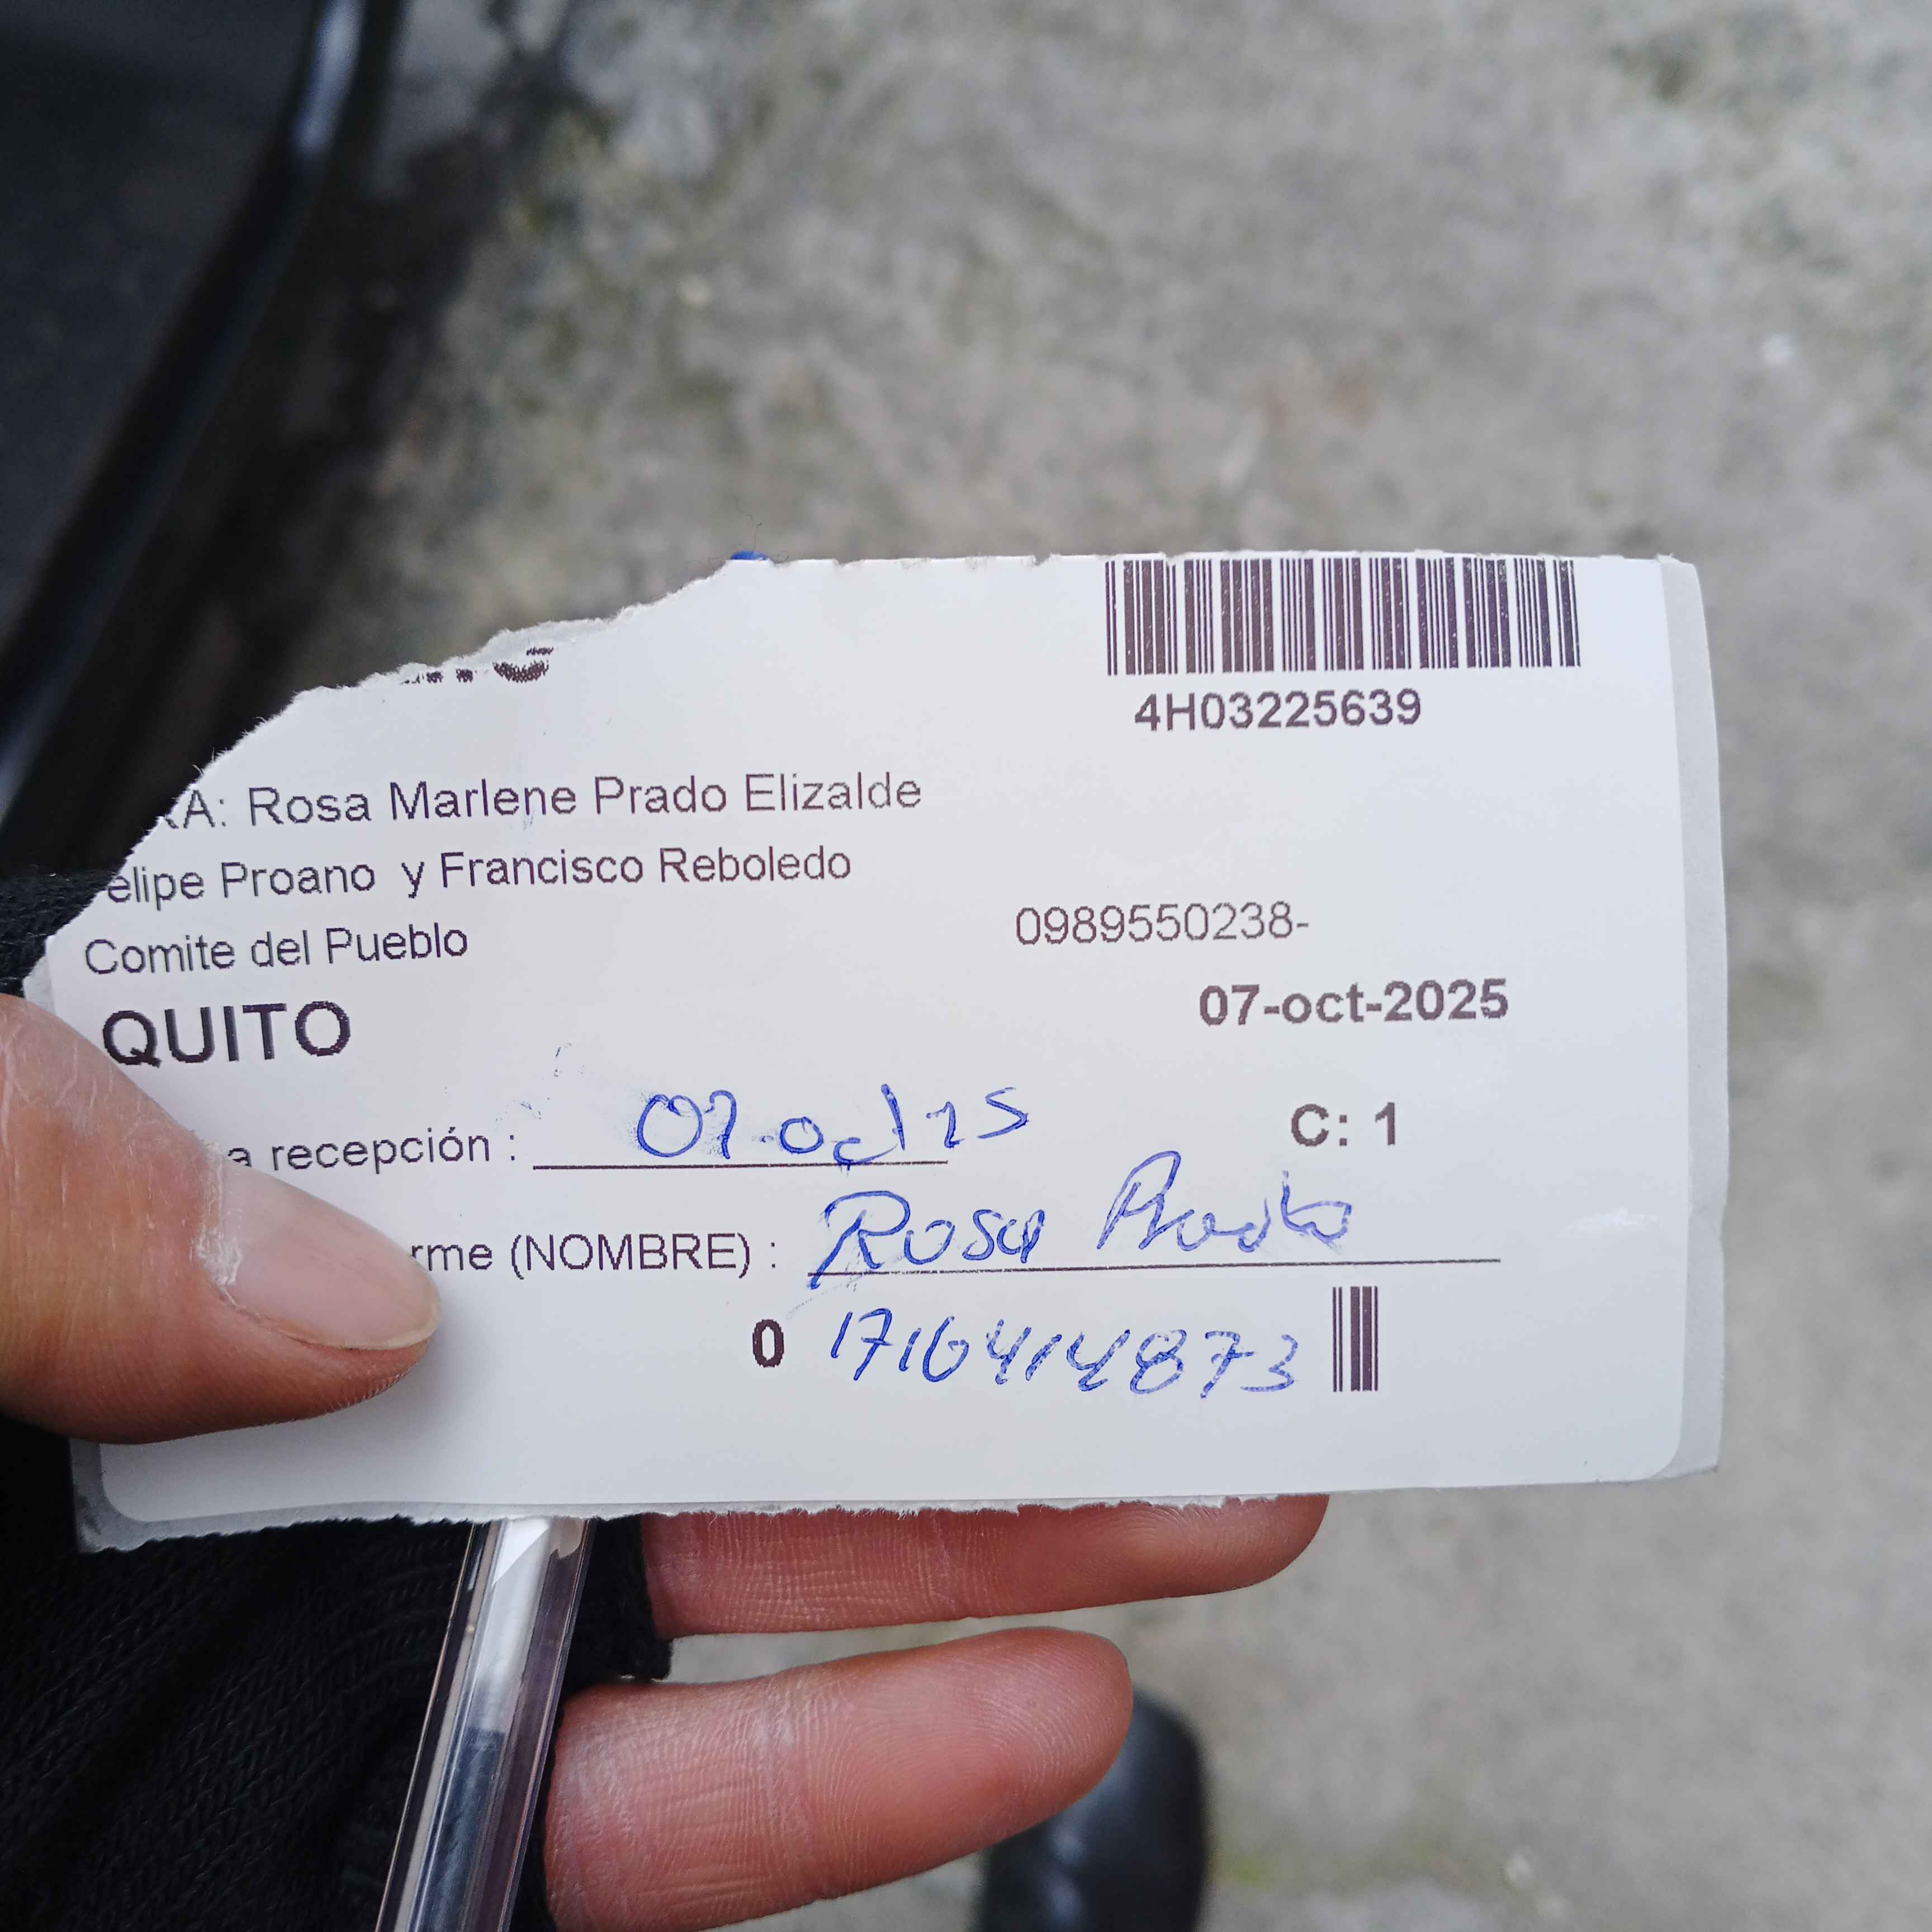 4H03225639
A: Rosa Marlene Prado Elizalde
elipe Proano y Francisco Reboledo
Comite del Pueblo
0989550238-
QUITO
07-oct-2025
a recepción : 07-oct 25
C: 1
rme (NOMBRE) : Rosa Prado
0 1716414873